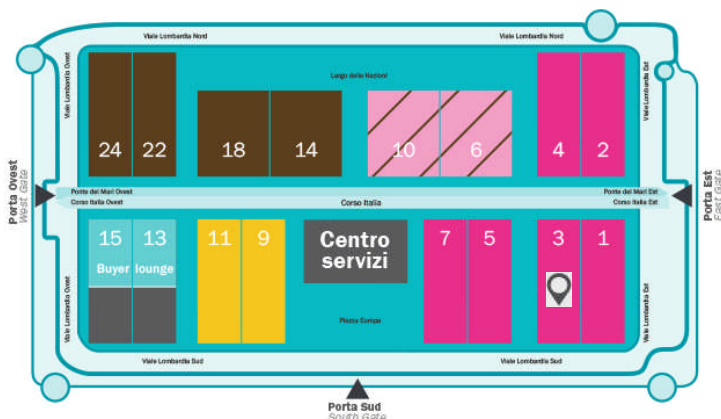 Viale Lombardia Nord
Viale Lombardia Nord
Viale Lombardia Ovest
Largo delle Nazioni
Viale Lombardia Est
24 22 18 14 10 6 4 2
Porta Ovest
West Gate
Ponte dei Mari Ovest
Ponte dei Mari Est
Corso Italia Ovest
Corso Italia
Corso Italia Est
Porta Est
East Gate
15 13 11 9
Centro
servizi
7 5 3 1
Buyer lounge
Viale Lombardia Ovest
Piazza Europa
Viale Lombardia Est
Viale Lombardia Sud
Viale Lombardia Sud
Porta Sud
South Gate